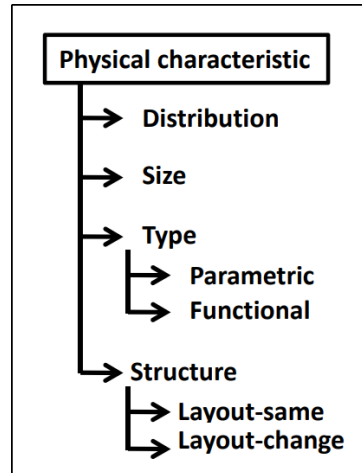 Physical characteristic
Distribution
Size
Type
Parametric
Functional
Structure
Layout-same
Layout-change